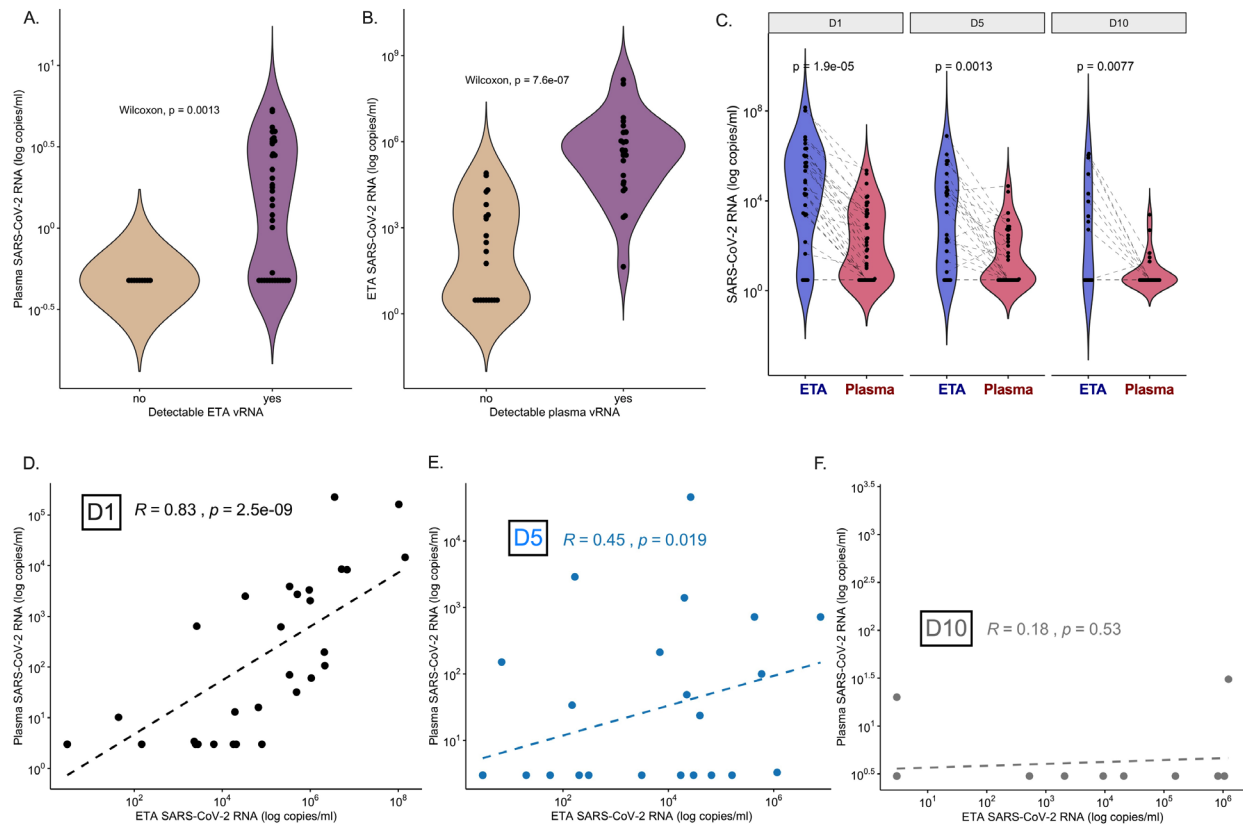 A.
Plasma SARS-CoV-2 RNA (log copies/ml)
10^1
10^0.5
10^0
10^-0.5
Wilcoxon, p = 0.0013
no
yes
Detectable ETA vRNA
B.
ETA SARS-CoV-2 RNA (log copies/ml)
10^9
10^6
10^3
10^0
Wilcoxon, p = 7.6e-07
no
yes
Detectable plasma vRNA
C.
D1
D5
D10
SARS-CoV-2 RNA (log copies/ml)
10^8
10^4
10^0
p = 1.9e-05
p = 0.0013
p = 0.0077
ETA Plasma
ETA Plasma
ETA Plasma
D.
D1
R = 0.83 , p = 2.5e-09
Plasma SARS-CoV-2 RNA (log copies/ml)
10^5
10^4
10^3
10^2
10^1
10^0
10^2
10^4
10^6
10^8
ETA SARS-CoV-2 RNA (log copies/ml)
E.
D5
R = 0.45 , p = 0.019
Plasma SARS-CoV-2 RNA (log copies/ml)
10^4
10^3
10^2
10^1
10^2
10^4
10^6
ETA SARS-CoV-2 RNA (log copies/ml)
F.
D10
R = 0.18 , p = 0.53
Plasma SARS-CoV-2 RNA (log copies/ml)
10^3.5
10^3
10^2.5
10^2
10^1.5
10^1
10^0.5
10^1
10^2
10^3
10^4
10^5
10^6
ETA SARS-CoV-2 RNA (log copies/ml)